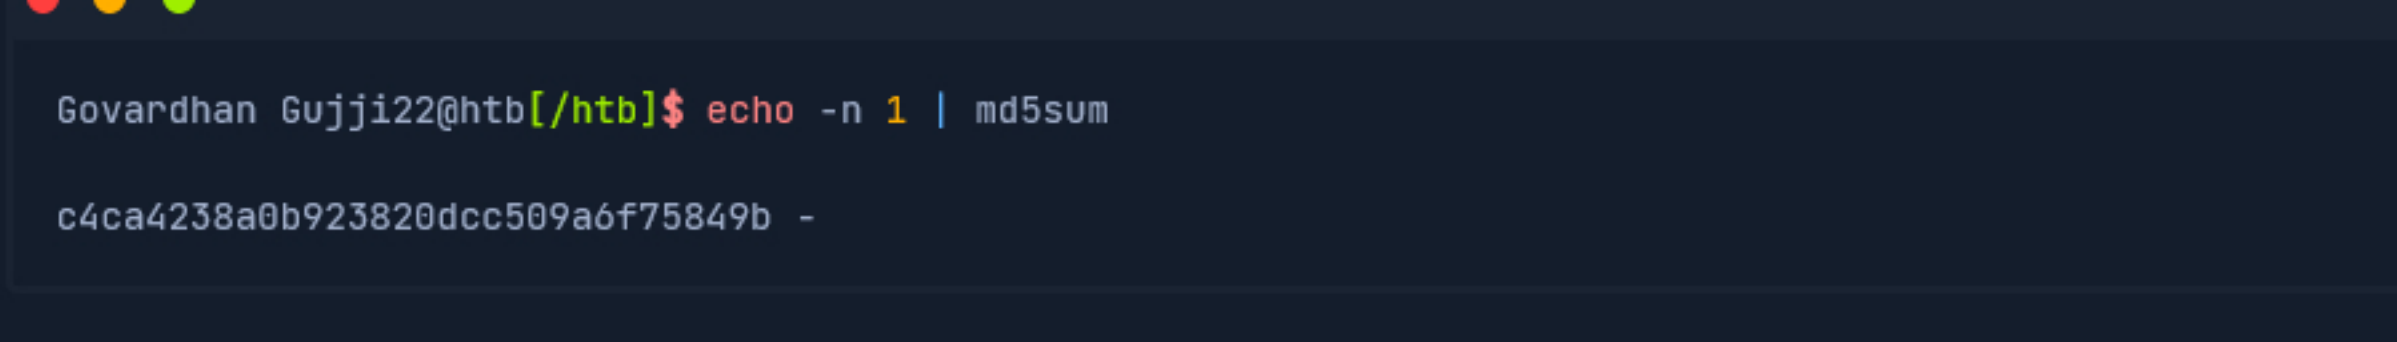 Govardhan Gujji22@htb[/htb]$ echo -n 1 | md5sum
c4ca4238a0b923820dcc509a6f75849b -